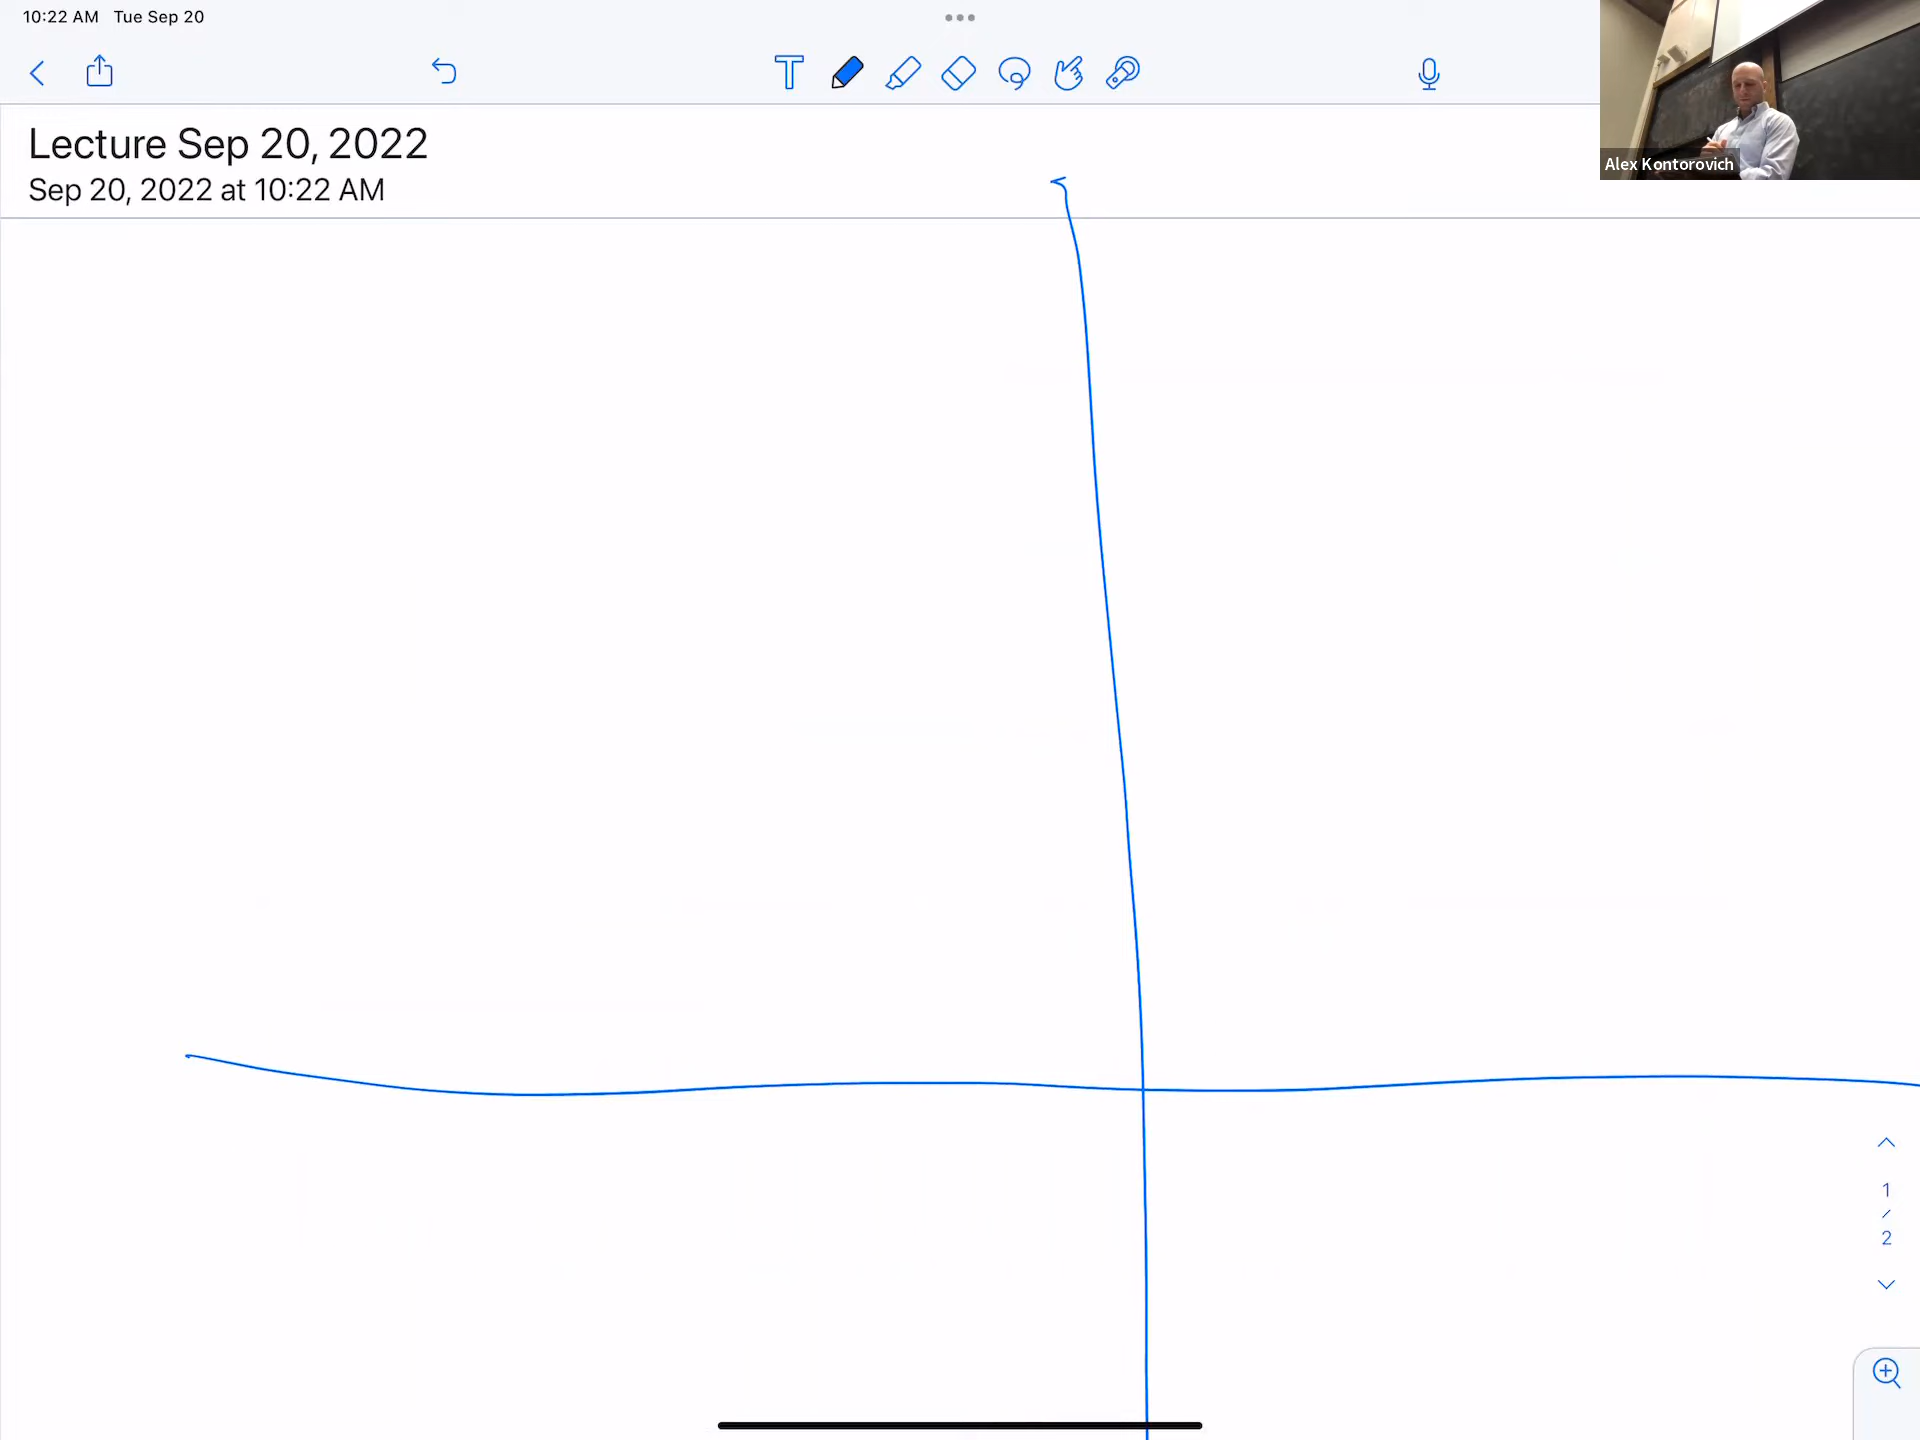 10:22 AM Tue Sep 20
Lecture Sep 20, 2022
Sep 20, 2022 at 10:22 AM
Alex Kontorovich
1
/
2